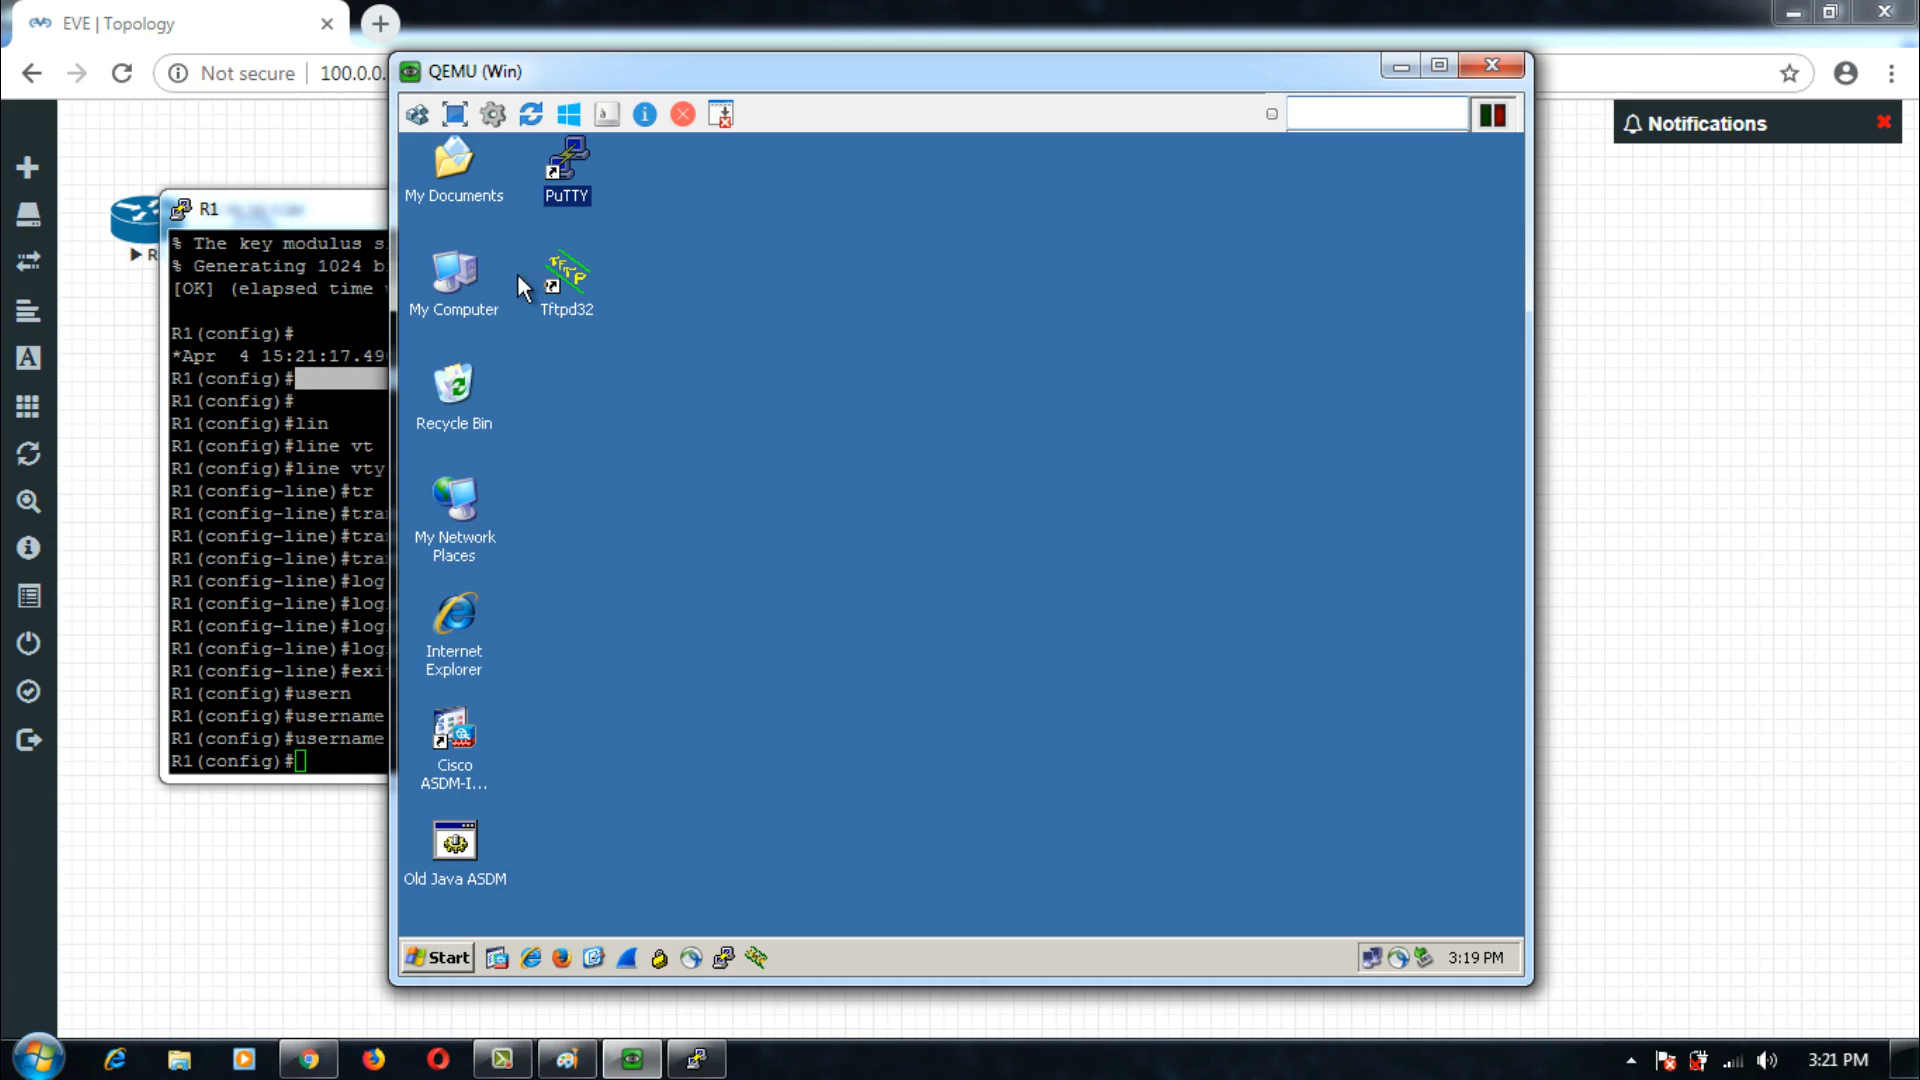 EVE | Topology
Not secure
100.0.0.
QEMU (Win)
Notifications
My Documents
PuTTY
My Computer
Tftpd32
Recycle Bin
My Network
Places
Internet
Explorer
Cisco
ASDM-I...
Old Java ASDM
Start
3:19 PM
R
R1
% The key modulus s
% Generating 1024 b
[OK] (elapsed time
R1(config)#
*Apr  4 15:21:17.49
R1(config)#
R1(config)#
R1(config)#lin
R1(config)#line vt
R1(config)#line vty
R1(config-line)#tr
R1(config-line)#tra
R1(config-line)#tra
R1(config-line)#tra
R1(config-line)#log
R1(config-line)#log
R1(config-line)#log
R1(config-line)#log
R1(config-line)#exi
R1(config)#usern
R1(config)#username
R1(config)#username
R1(config)#
3:21 PM